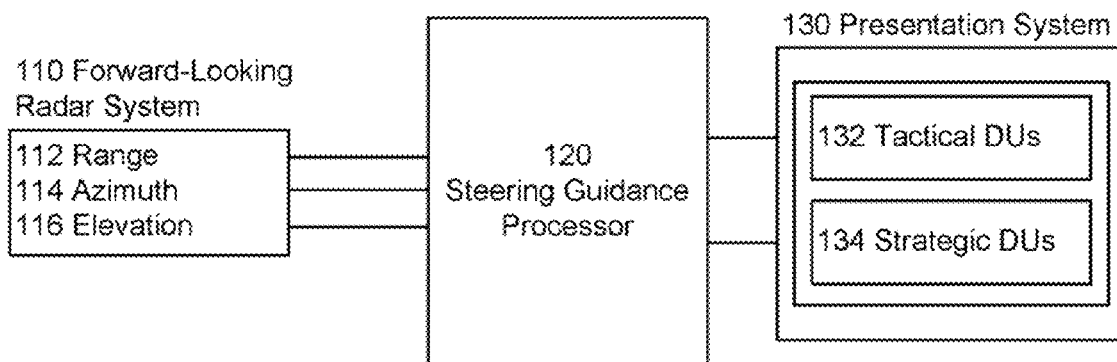 110 Forward-Looking
Radar System
112 Range
114 Azimuth
116 Elevation
120
Steering Guidance
Processor
130 Presentation System
132 Tactical DUs
134 Strategic DUs